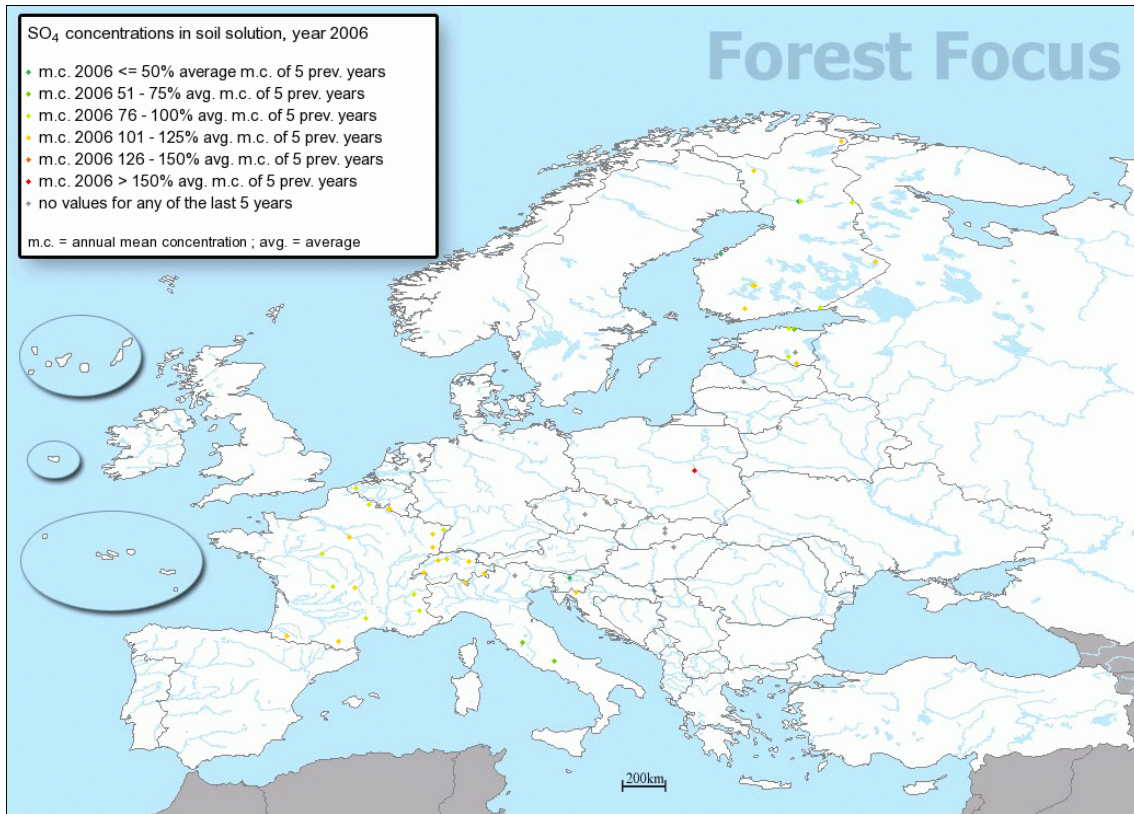 SO₄ concentrations in soil solution, year 2006
m.c. 2006 <= 50% average m.c. of 5 prev. years
m.c. 2006 51 - 75% avg. m.c. of 5 prev. years
m.c. 2006 76 - 100% avg. m.c. of 5 prev. years
m.c. 2006 101 - 125% avg. m.c. of 5 prev. years
m.c. 2006 126 - 150% avg. m.c. of 5 prev. years
m.c. 2006 > 150% avg. m.c. of 5 prev. years
no values for any of the last 5 years
m.c. = annual mean concentration ; avg. = average
Forest Focus
200km